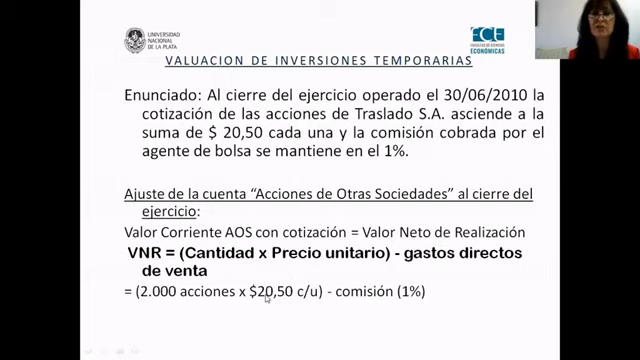 UNIVERSIDAD
NACIONAL
DE LA PLATA
FCE
FACULTAD DE CIENCIAS
ECONÓMICAS
VALUACION DE INVERSIONES TEMPORARIAS
Enunciado: Al cierre del ejercicio operado el 30/06/2010 la
cotización de las acciones de Traslado S.A. asciende a la
suma de $ 20,50 cada una y la comisión cobrada por el
agente de bolsa se mantiene en el 1%.
Ajuste de la cuenta “Acciones de Otras Sociedades” al cierre del
ejercicio:
Valor Corriente AOS con cotización = Valor Neto de Realización
VNR = (Cantidad x Precio unitario) - gastos directos
de venta
= (2.000 acciones x $20,50 c/u) - comisión (1%)